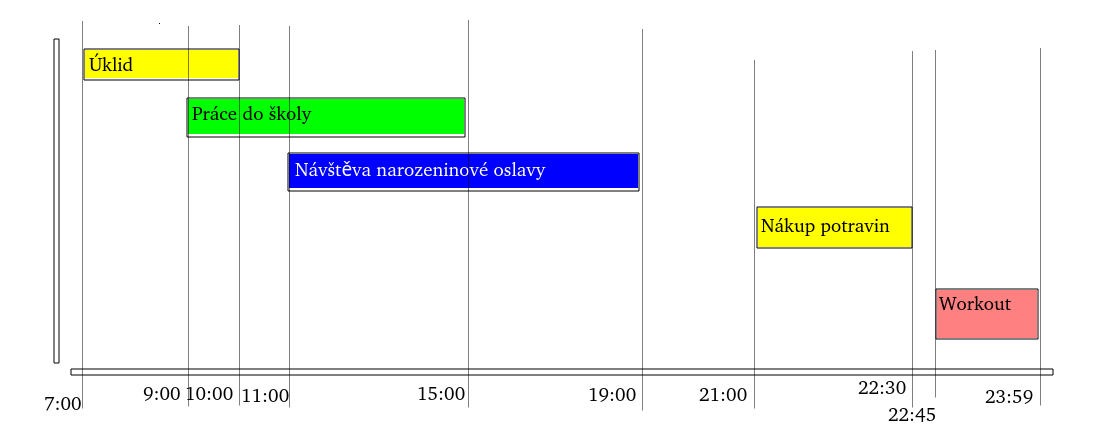 Úklid
Práce do školy
Návštěva narozeninové oslavy
Nákup potravin
Workout
7:00 9:00 10:00 11:00 15:00 19:00 21:00 22:30 22:45 23:59